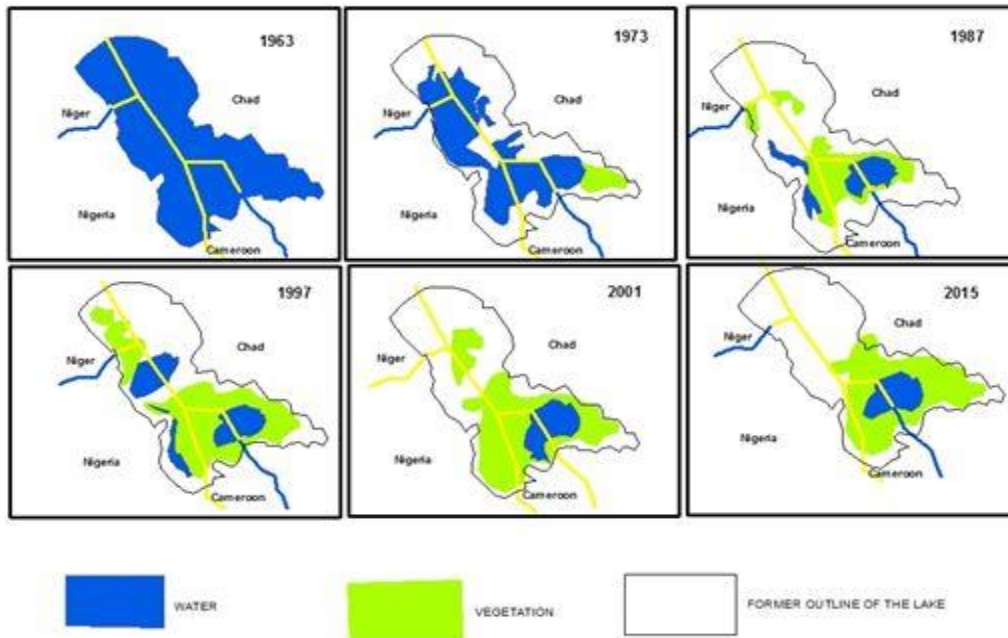 1963
Niger
Chad
Nigeria
Cameroon
1973
Niger
Chad
Nigeria
Cameroon
1987
Niger
Chad
Nigeria
Cameroon
1997
Niger
Chad
Nigeria
Cameroon
2001
Niger
Chad
Nigeria
Cameroon
2015
Niger
Chad
Nigeria
Cameroon
WATER
VEGETATION
FORMER OUTLINE OF THE LAKE